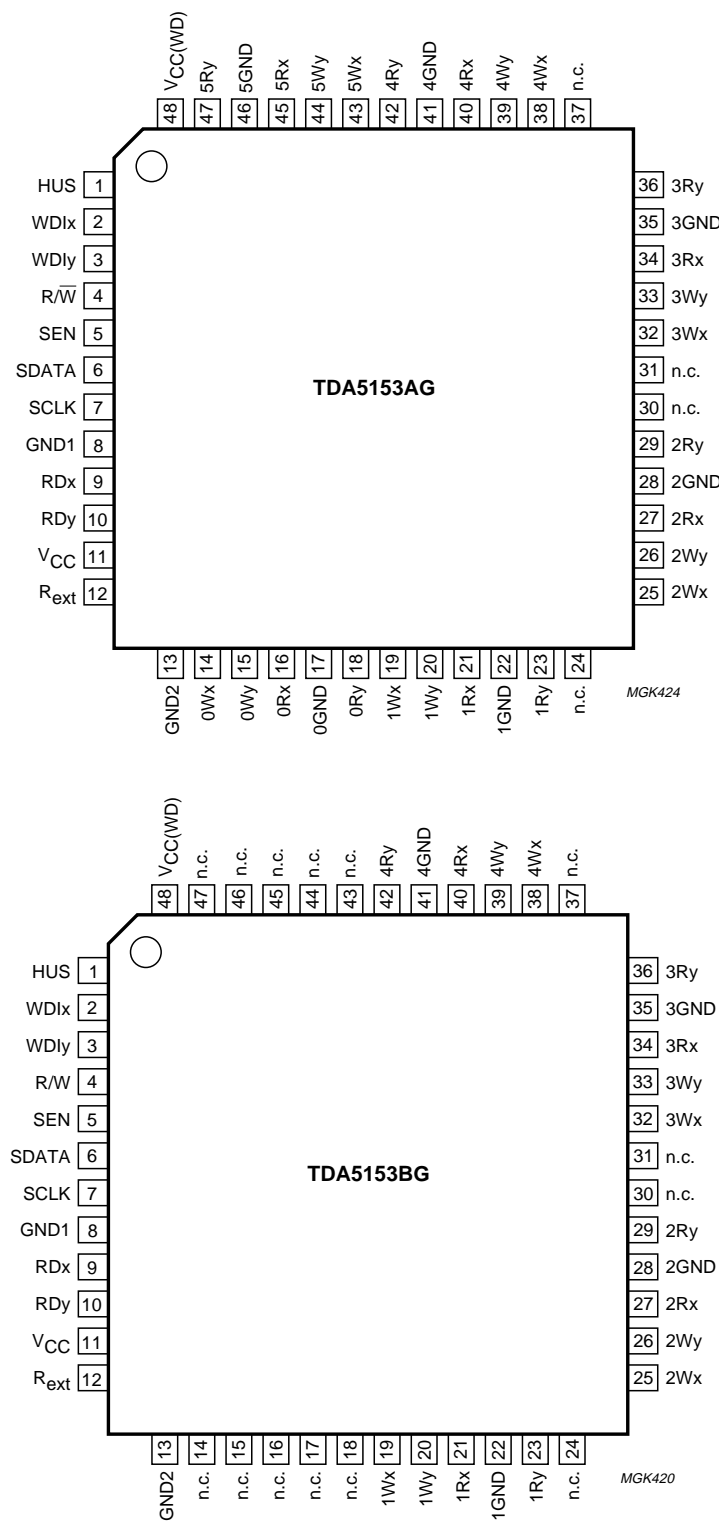 VCC(WD) 5Ry 5GND 5Rx 5Wy 5Wx 4Ry 4GND 4Rx 4Wy 4Wx n.c.
48 47 46 45 44 43 42 41 40 39 38 37
HUS 1 36 3Ry
WDIx 2 35 3GND
WDIy 3 34 3Rx
R/W̅ 4 33 3Wy
SEN 5 32 3Wx
SDATA 6 31 n.c.
TDA5153AG
SCLK 7 30 n.c.
GND1 8 29 2Ry
RDx 9 28 2GND
RDy 10 27 2Rx
VCC 11 26 2Wy
Rext 12 25 2Wx
13 14 15 16 17 18 19 20 21 22 23 24
GND2 0Wx 0Wy 0Rx 0GND 0Ry 1Wx 1Wy 1Rx 1GND 1Ry n.c.
MGK424
VCC(WD) n.c. n.c. n.c. n.c. n.c. 4Ry 4GND 4Rx 4Wy 4Wx n.c.
48 47 46 45 44 43 42 41 40 39 38 37
HUS 1 36 3Ry
WDIx 2 35 3GND
WDIy 3 34 3Rx
R/W 4 33 3Wy
SEN 5 32 3Wx
SDATA 6 31 n.c.
TDA5153BG
SCLK 7 30 n.c.
GND1 8 29 2Ry
RDx 9 28 2GND
RDy 10 27 2Rx
VCC 11 26 2Wy
Rext 12 25 2Wx
13 14 15 16 17 18 19 20 21 22 23 24
GND2 n.c. n.c. n.c. n.c. n.c. 1Wx 1Wy 1Rx 1GND 1Ry n.c.
MGK420